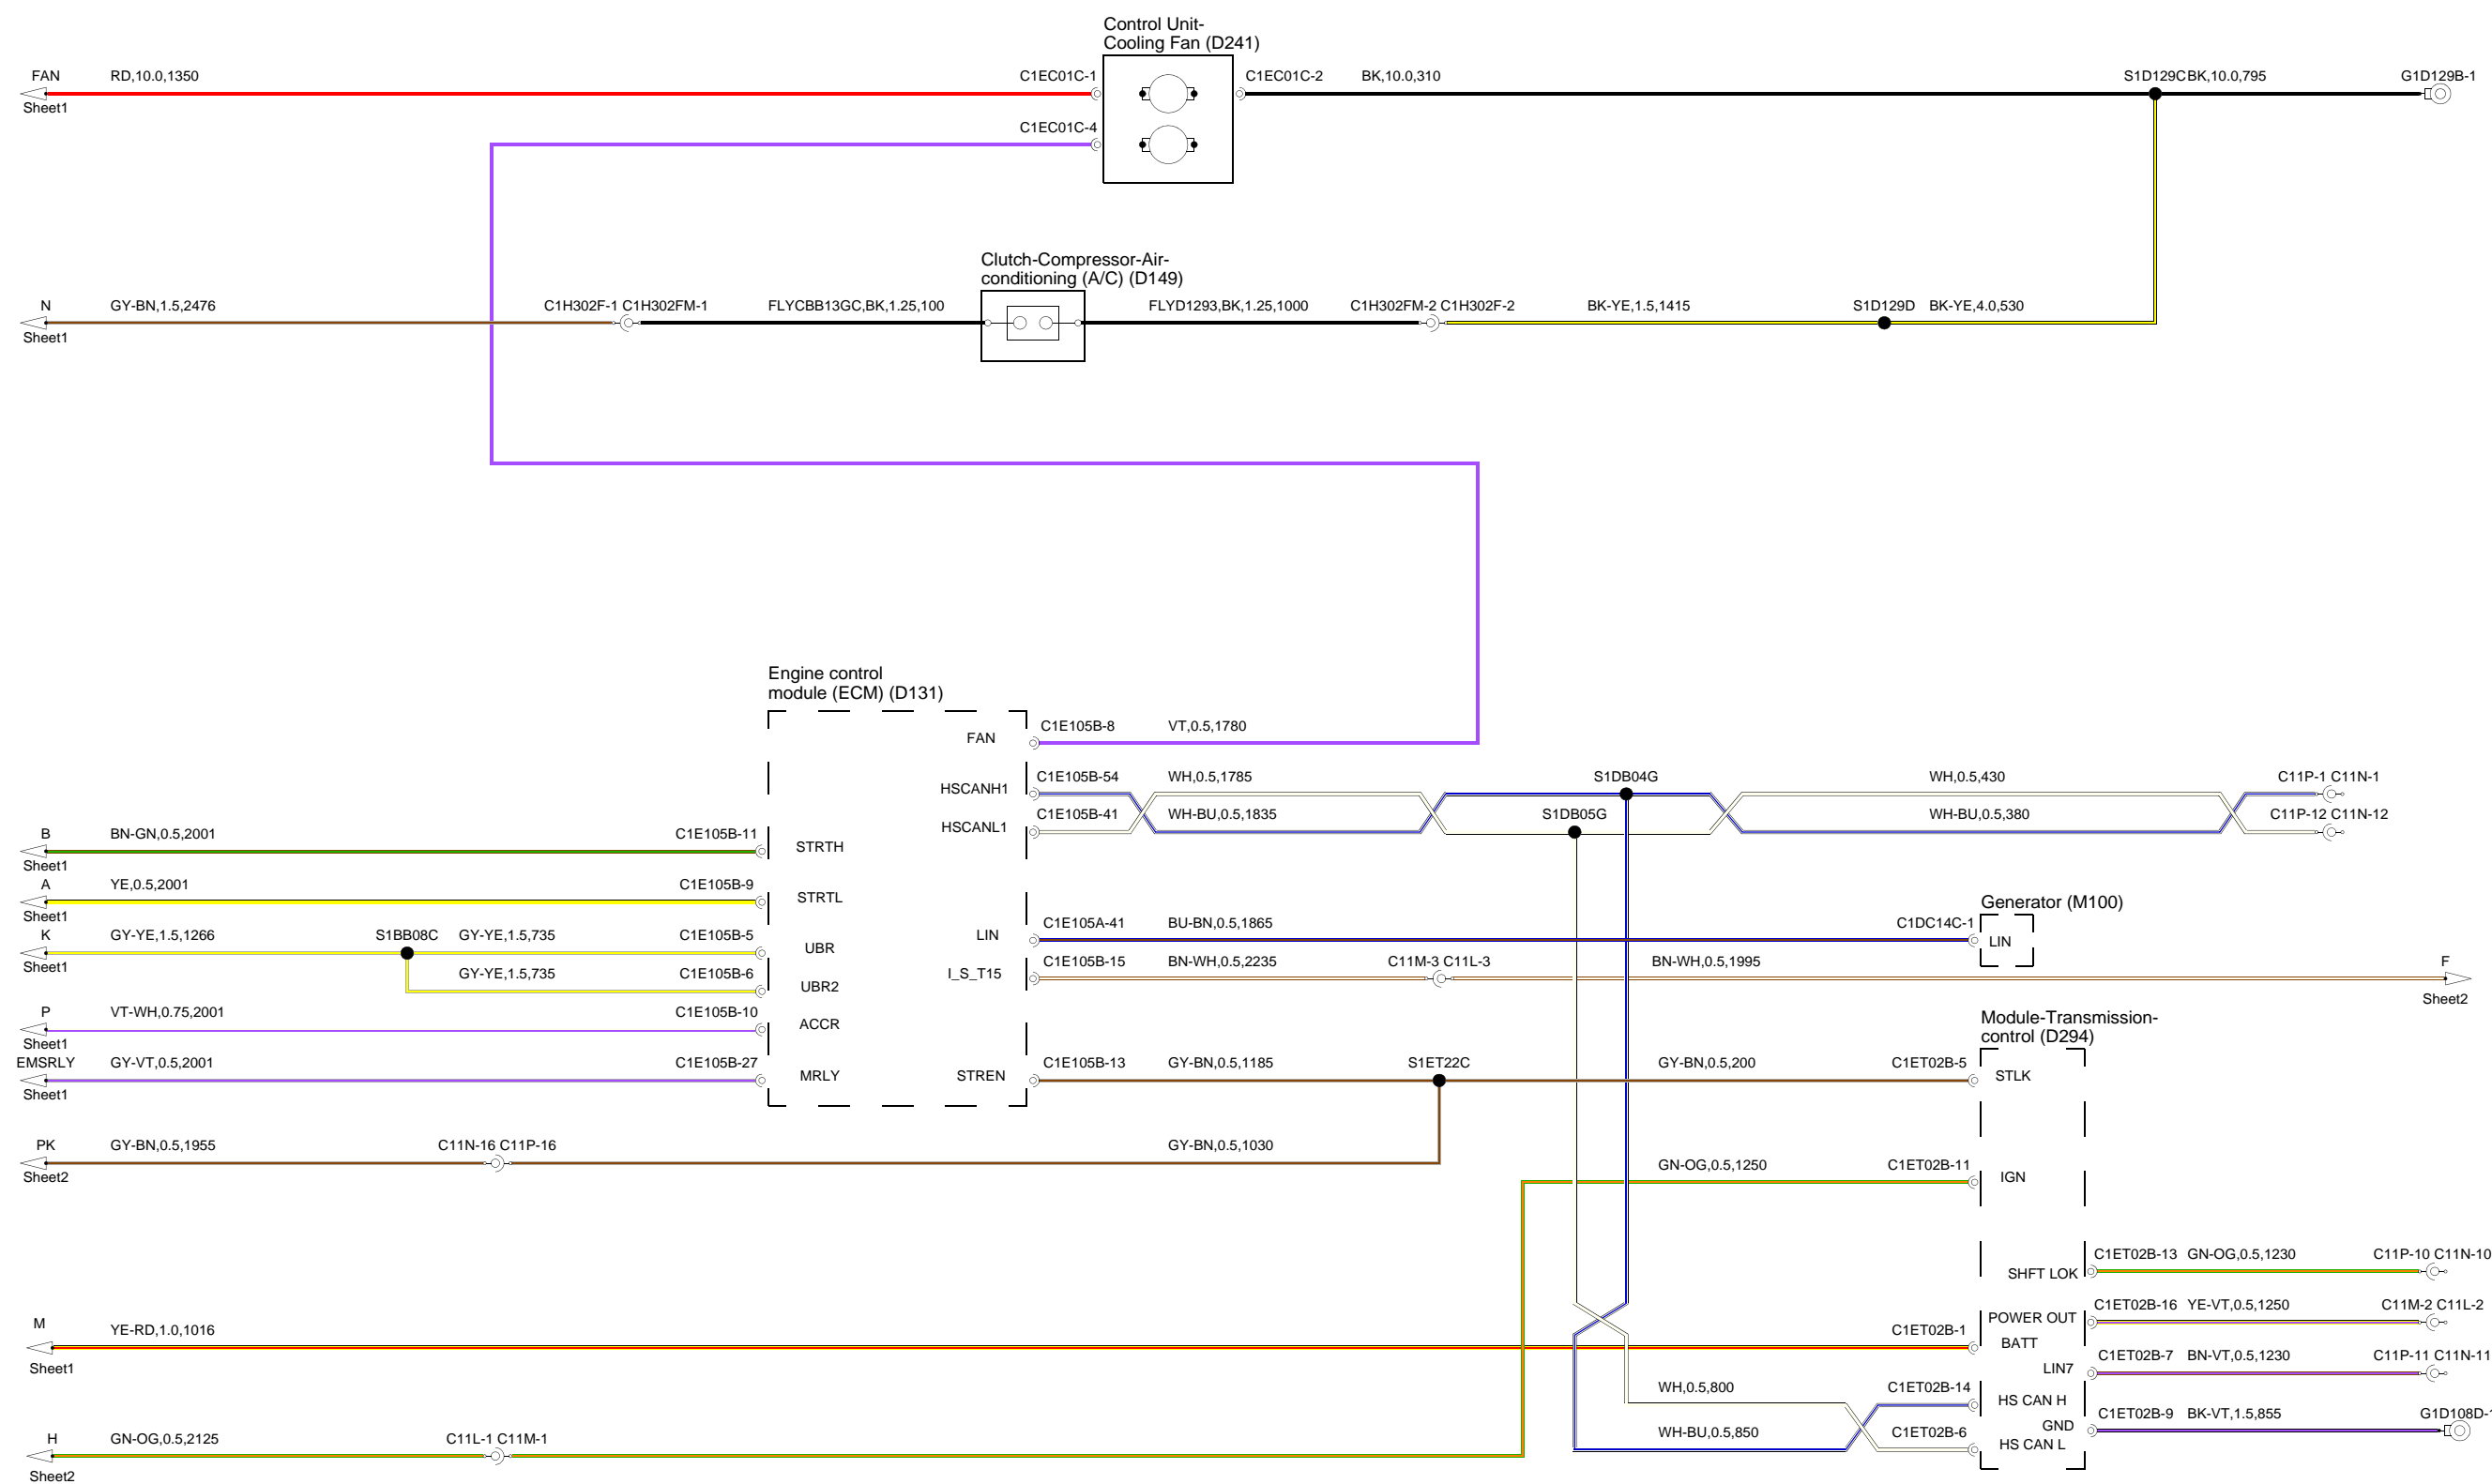 Control Unit-
Cooling Fan (D241)
FAN RD,10.0,1350 C1EC01C-1 C1EC01C-2 BK,10.0,310 S1D129C BK,10.0,795 G1D129B-1
Sheet1
C1EC01C-4
Clutch-Compressor-Air-
conditioning (A/C) (D149)
N GY-BN,1.5,2476 C1H302F-1 C1H302FM-1 FLYCBB13GC,BK,1.25,100 FLYD1293,BK,1.25,1000 C1H302FM-2 C1H302F-2 BK-YE,1.5,1415 S1D129D BK-YE,4.0,530
Sheet1
Engine control
module (ECM) (D131)
FAN C1E105B-8 VT,0.5,1780
HSCANH1 C1E105B-54 WH,0.5,1785 S1DB04G WH,0.5,430 C11P-1 C11N-1
HSCANL1 C1E105B-41 WH-BU,0.5,1835 S1DB05G WH-BU,0.5,380 C11P-12 C11N-12
B BN-GN,0.5,2001 C1E105B-11 STRTH
Sheet1
A YE,0.5,2001 C1E105B-9 STRTL
Sheet1
Generator (M100)
K GY-YE,1.5,1266 S1BB08C GY-YE,1.5,735 C1E105B-5 UBR
Sheet1
LIN C1E105A-41 BU-BN,0.5,1865 C1DC14C-1 LIN
GY-YE,1.5,735 C1E105B-6 UBR2
I_S_T15 C1E105B-15 BN-WH,0.5,2235 C11M-3 C11L-3 BN-WH,0.5,1995 F
Sheet2
P VT-WH,0.75,2001 C1E105B-10 ACCR
Sheet1
Module-Transmission-
control (D294)
EMSRLY GY-VT,0.5,2001 C1E105B-27 MRLY
Sheet1
STREN C1E105B-13 GY-BN,0.5,1185 S1ET22C GY-BN,0.5,200 C1ET02B-5 STLK
PK GY-BN,0.5,1955 C11N-16 C11P-16 GY-BN,0.5,1030
Sheet2
GN-OG,0.5,1250 C1ET02B-11 IGN
SHFT LOK C1ET02B-13 GN-OG,0.5,1230 C11P-10 C11N-10
POWER OUT C1ET02B-16 YE-VT,0.5,1250 C11M-2 C11L-2
M YE-RD,1.0,1016 C1ET02B-1 BATT
Sheet1
LIN7 C1ET02B-7 BN-VT,0.5,1230 C11P-11 C11N-11
WH,0.5,800 C1ET02B-14 HS CAN H
GND C1ET02B-9 BK-VT,1.5,855 G1D108D-1
WH-BU,0.5,850 C1ET02B-6 HS CAN L
H GN-OG,0.5,2125 C11L-1 C11M-1
Sheet2